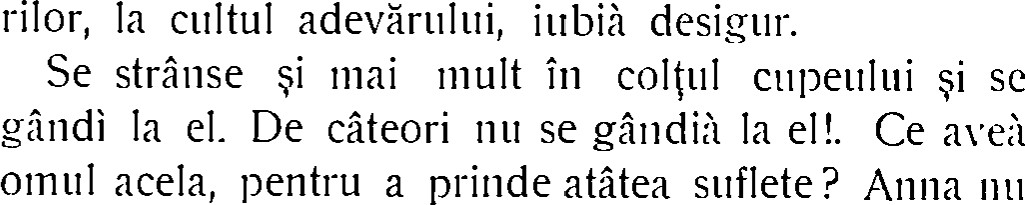 rilor, la cultul adevărului, iubià desigur.
Se strânse și mai mult în colțul cupeului și se
gândì la el. De câteori nu se gândià la el!. Ce aveà
omul acela, pentru a prinde atâtea suflete? Anna nu